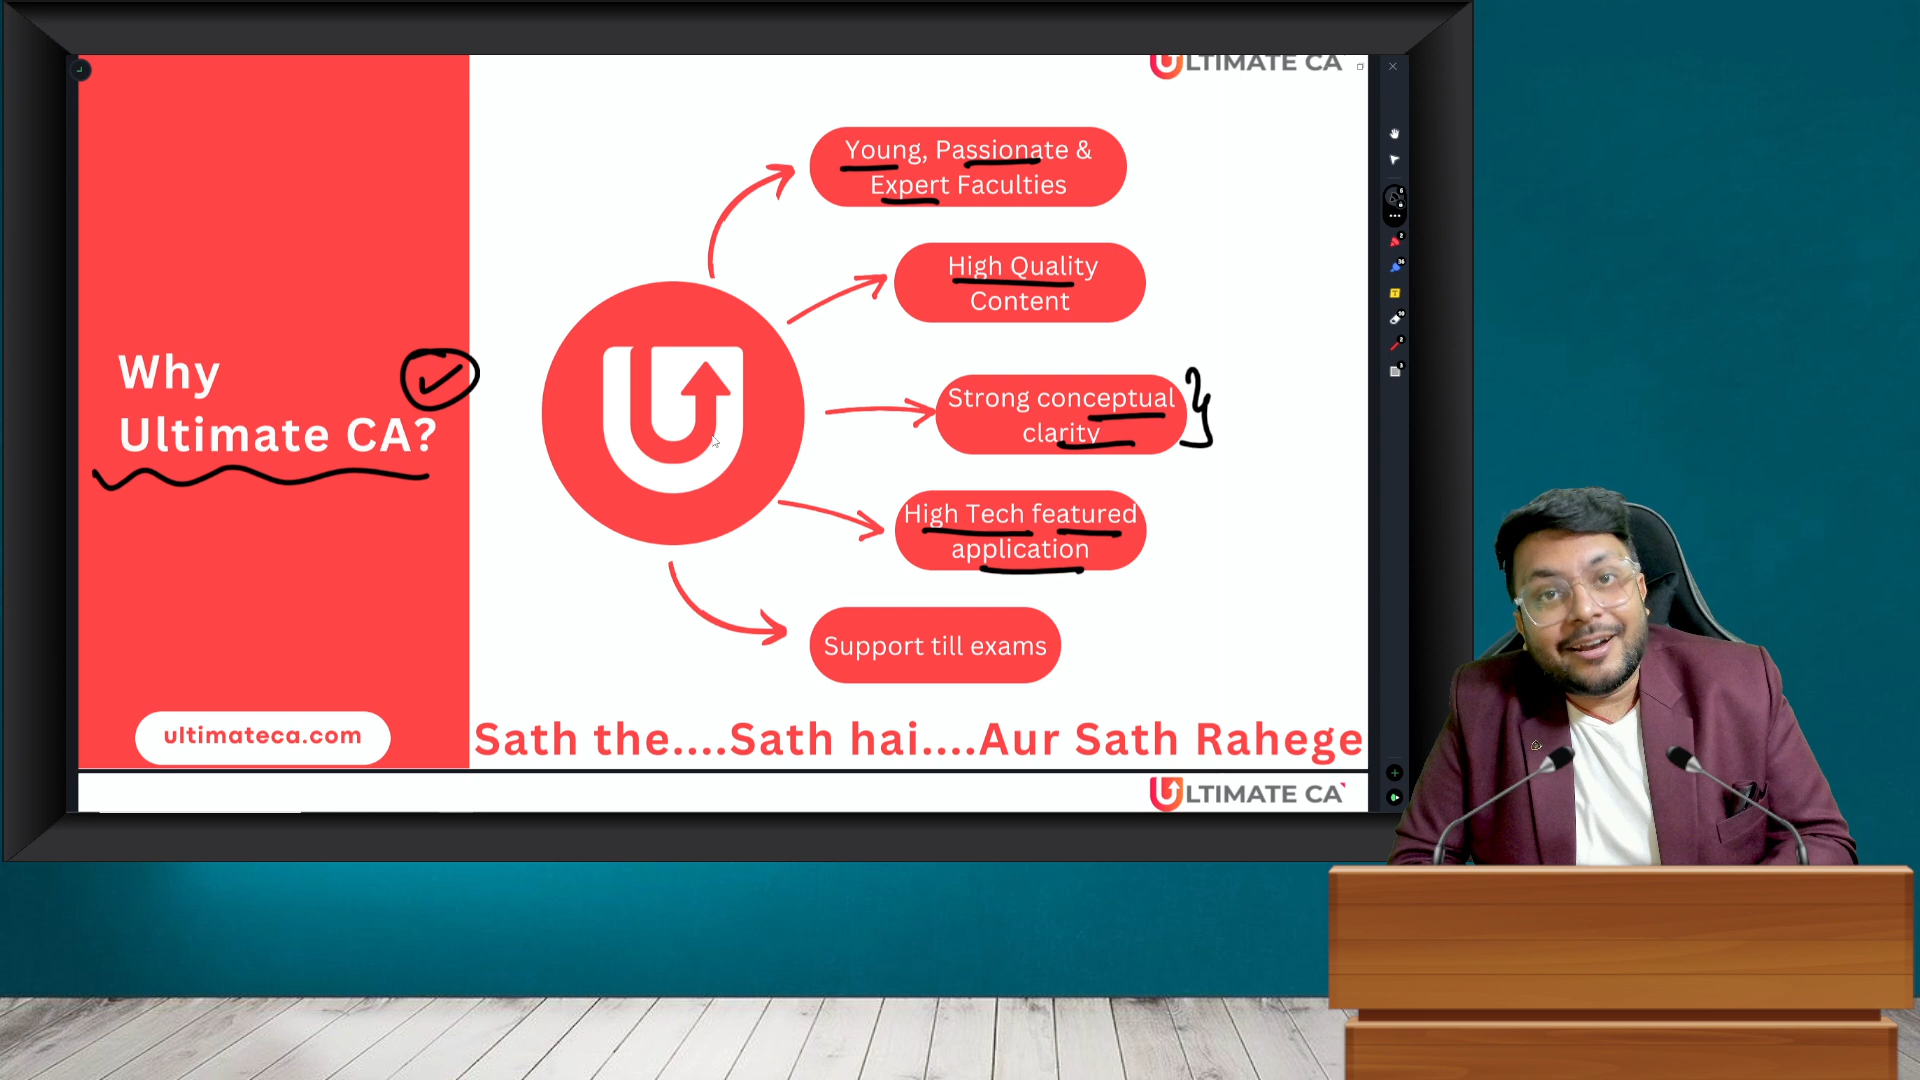 ULTIMATE CA
Young, Passionate &
Expert Faculties
High Quality
Content
Why
Ultimate CA?
Strong conceptual
clarity
High Tech featured
application
Support till exams
ultimateca.com
Sath the....Sath hai....Aur Sath Rahege
ULTIMATE CA